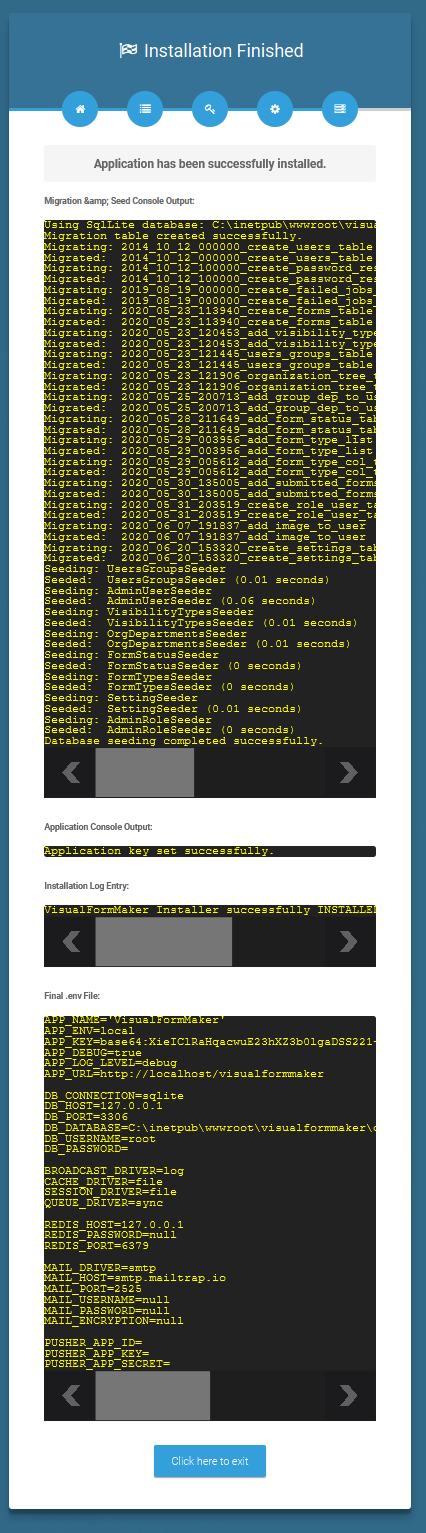 Installation Finished
Application has been successfully installed.
Migration &amp; Seed Console Output:
Using SqlLite database: C:\inetpub\wwwroot\visua
Migration table created successfully.
Migrating: 2014_10_12_000000_create_users_table
Migrated:  2014_10_12_000000_create_users_table
Migrating: 2014_10_12_100000_create_password_res
Migrated:  2014_10_12_100000_create_password_res
Migrating: 2019_08_19_000000_create_failed_jobs_
Migrated:  2019_08_19_000000_create_failed_jobs_
Migrating: 2020_05_23_113940_create_forms_table
Migrated:  2020_05_23_113940_create_forms_table
Migrating: 2020_05_23_120453_add_visibility_type
Migrated:  2020_05_23_120453_add_visibility_type
Migrating: 2020_05_23_121445_users_groups_table
Migrated:  2020_05_23_121445_users_groups_table
Migrating: 2020_05_23_121906_organization_tree_t
Migrated:  2020_05_23_121906_organization_tree_t
Migrating: 2020_05_25_200713_add_group_dep_to_us
Migrated:  2020_05_25_200713_add_group_dep_to_us
Migrating: 2020_05_28_211649_add_form_status_tab
Migrated:  2020_05_28_211649_add_form_status_tab
Migrating: 2020_05_29_003956_add_form_type_list
Migrated:  2020_05_29_003956_add_form_type_list
Migrating: 2020_05_29_005612_add_form_type_col_t
Migrated:  2020_05_29_005612_add_form_type_col_t
Migrating: 2020_05_30_135005_add_submitted_forms
Migrated:  2020_05_30_135005_add_submitted_forms
Migrating: 2020_05_31_203519_create_role_user_ta
Migrated:  2020_05_31_203519_create_role_user_ta
Migrating: 2020_06_07_191837_add_image_to_user
Migrated:  2020_06_07_191837_add_image_to_user
Migrating: 2020_06_20_153320_create_settings_tab
Migrated:  2020_06_20_153320_create_settings_tab
Seeding: UsersGroupsSeeder
Seeded:  UsersGroupsSeeder (0.01 seconds)
Seeding: AdminUserSeeder
Seeded:  AdminUserSeeder (0.06 seconds)
Seeding: VisibilityTypesSeeder
Seeded:  VisibilityTypesSeeder (0.01 seconds)
Seeding: OrgDepartmentsSeeder
Seeded:  OrgDepartmentsSeeder (0.01 seconds)
Seeding: FormStatusSeeder
Seeded:  FormStatusSeeder (0 seconds)
Seeding: FormTypesSeeder
Seeded:  FormTypesSeeder (0 seconds)
Seeding: SettingSeeder
Seeded:  SettingSeeder (0.01 seconds)
Seeding: AdminRoleSeeder
Seeded:  AdminRoleSeeder (0 seconds)
Database seeding completed successfully.
Application Console Output:
Application key set successfully.
Installation Log Entry:
VisualFormMaker Installer successfully INSTALLED
Final .env File:
APP_NAME='VisualFormMaker'
APP_ENV=local
APP_KEY=base64:XieIClRaHqacwuE23hXZ3b0lgaDSS221
APP_DEBUG=true
APP_LOG_LEVEL=debug
APP_URL=http://localhost/visualformmaker
DB_CONNECTION=sqlite
DB_HOST=127.0.0.1
DB_PORT=3306
DB_DATABASE=C:\inetpub\wwwroot\visualformmaker\d
DB_USERNAME=root
DB_PASSWORD=
BROADCAST_DRIVER=log
CACHE_DRIVER=file
SESSION_DRIVER=file
QUEUE_DRIVER=sync
REDIS_HOST=127.0.0.1
REDIS_PASSWORD=null
REDIS_PORT=6379
MAIL_DRIVER=smtp
MAIL_HOST=smtp.mailtrap.io
MAIL_PORT=2525
MAIL_USERNAME=null
MAIL_PASSWORD=null
MAIL_ENCRYPTION=null
PUSHER_APP_ID=
PUSHER_APP_KEY=
PUSHER_APP_SECRET=
Click here to exit